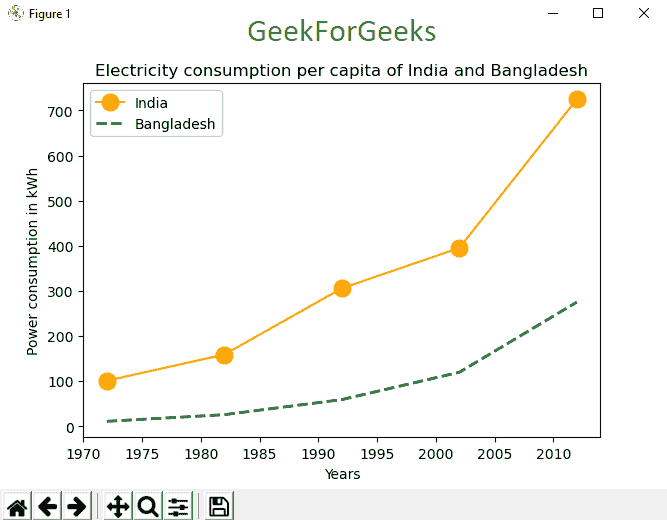 Figure 1
GeekForGeeks
Electricity consumption per capita of India and Bangladesh
India
Bangladesh
Power consumption in kWh
700
600
500
400
300
200
100
0
1970 1975 1980 1985 1990 1995 2000 2005 2010
Years